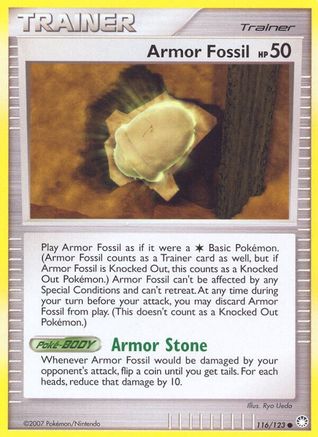 TRAINER
Trainer
Armor Fossil HP 50
Play Armor Fossil as if it were a Basic Pokémon.
(Armor Fossil counts as a Trainer card as well, but if
Armor Fossil is Knocked Out, this counts as a Knocked
Out Pokémon.) Armor Fossil can't be affected by any
Special Conditions and can't retreat. At any time during
your turn before your attack, you may discard Armor
Fossil from play. (This doesn't count as a Knocked Out
Pokémon.)
Poké-BODY Armor Stone
Whenever Armor Fossil would be damaged by your
opponent's attack, flip a coin until you get tails. For each
heads, reduce that damage by 10.
Illus. Ryo Ueda
©2007 Pokémon/Nintendo
116/123